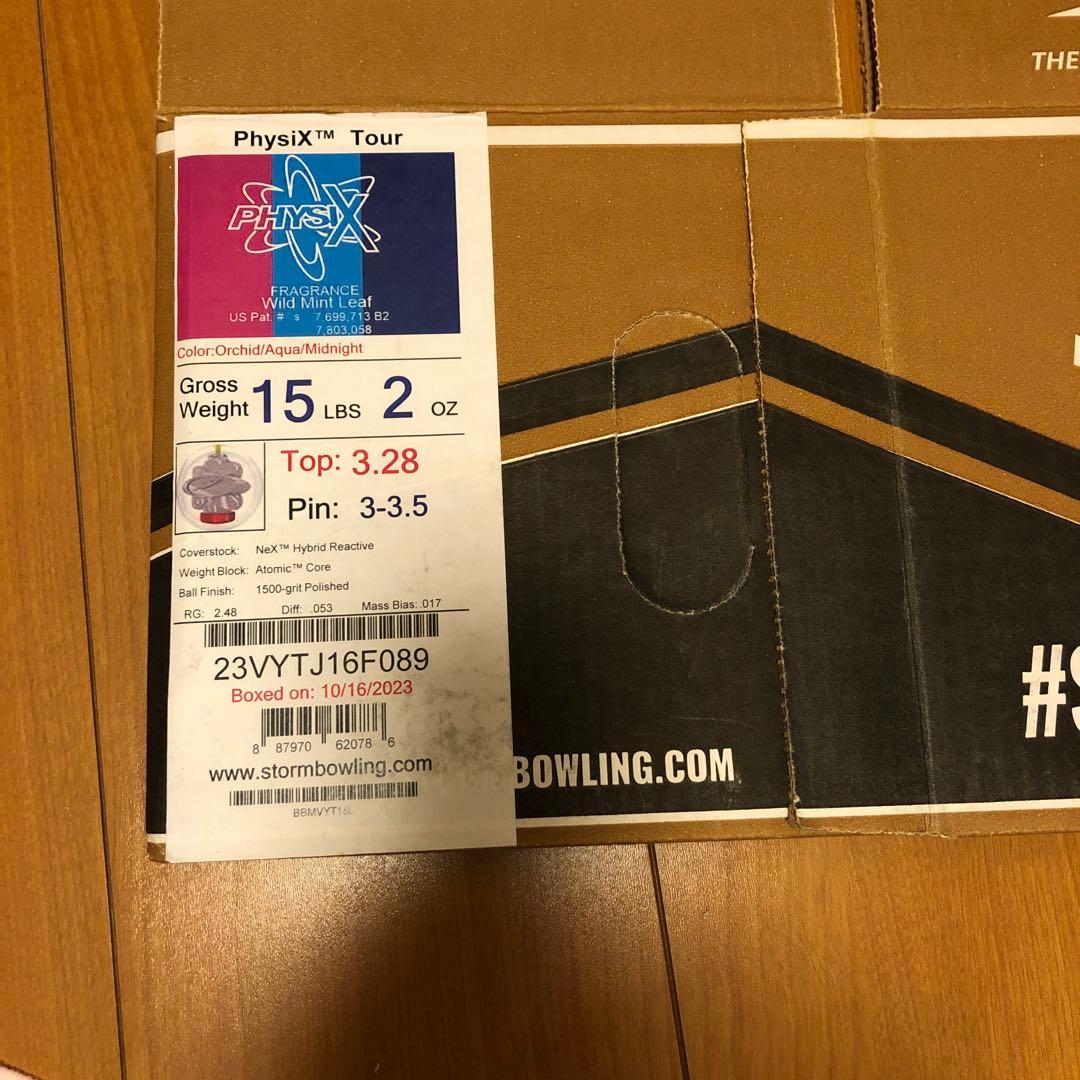 PhysiX™ Tour
PHYSIX
FRAGRANCE
Wild Mint Leaf
US Pat. # s 7,699,713 B2
7,803,058
Color:Orchid/Aqua/Midnight
Gross Weight 15 LBS 2 OZ
Top: 3.28
Pin: 3-3.5
Coverstock: NeX™ Hybrid Reactive
Weight Block: Atomic™ Core
Ball Finish: 1500-grit Polished
RG: 2.48 Diff: .053 Mass Bias: .017
23VYTJ16F089
Boxed on: 10/16/2023
8 87970 62078 6
www.stormbowling.com
THE
BOWLING.COM